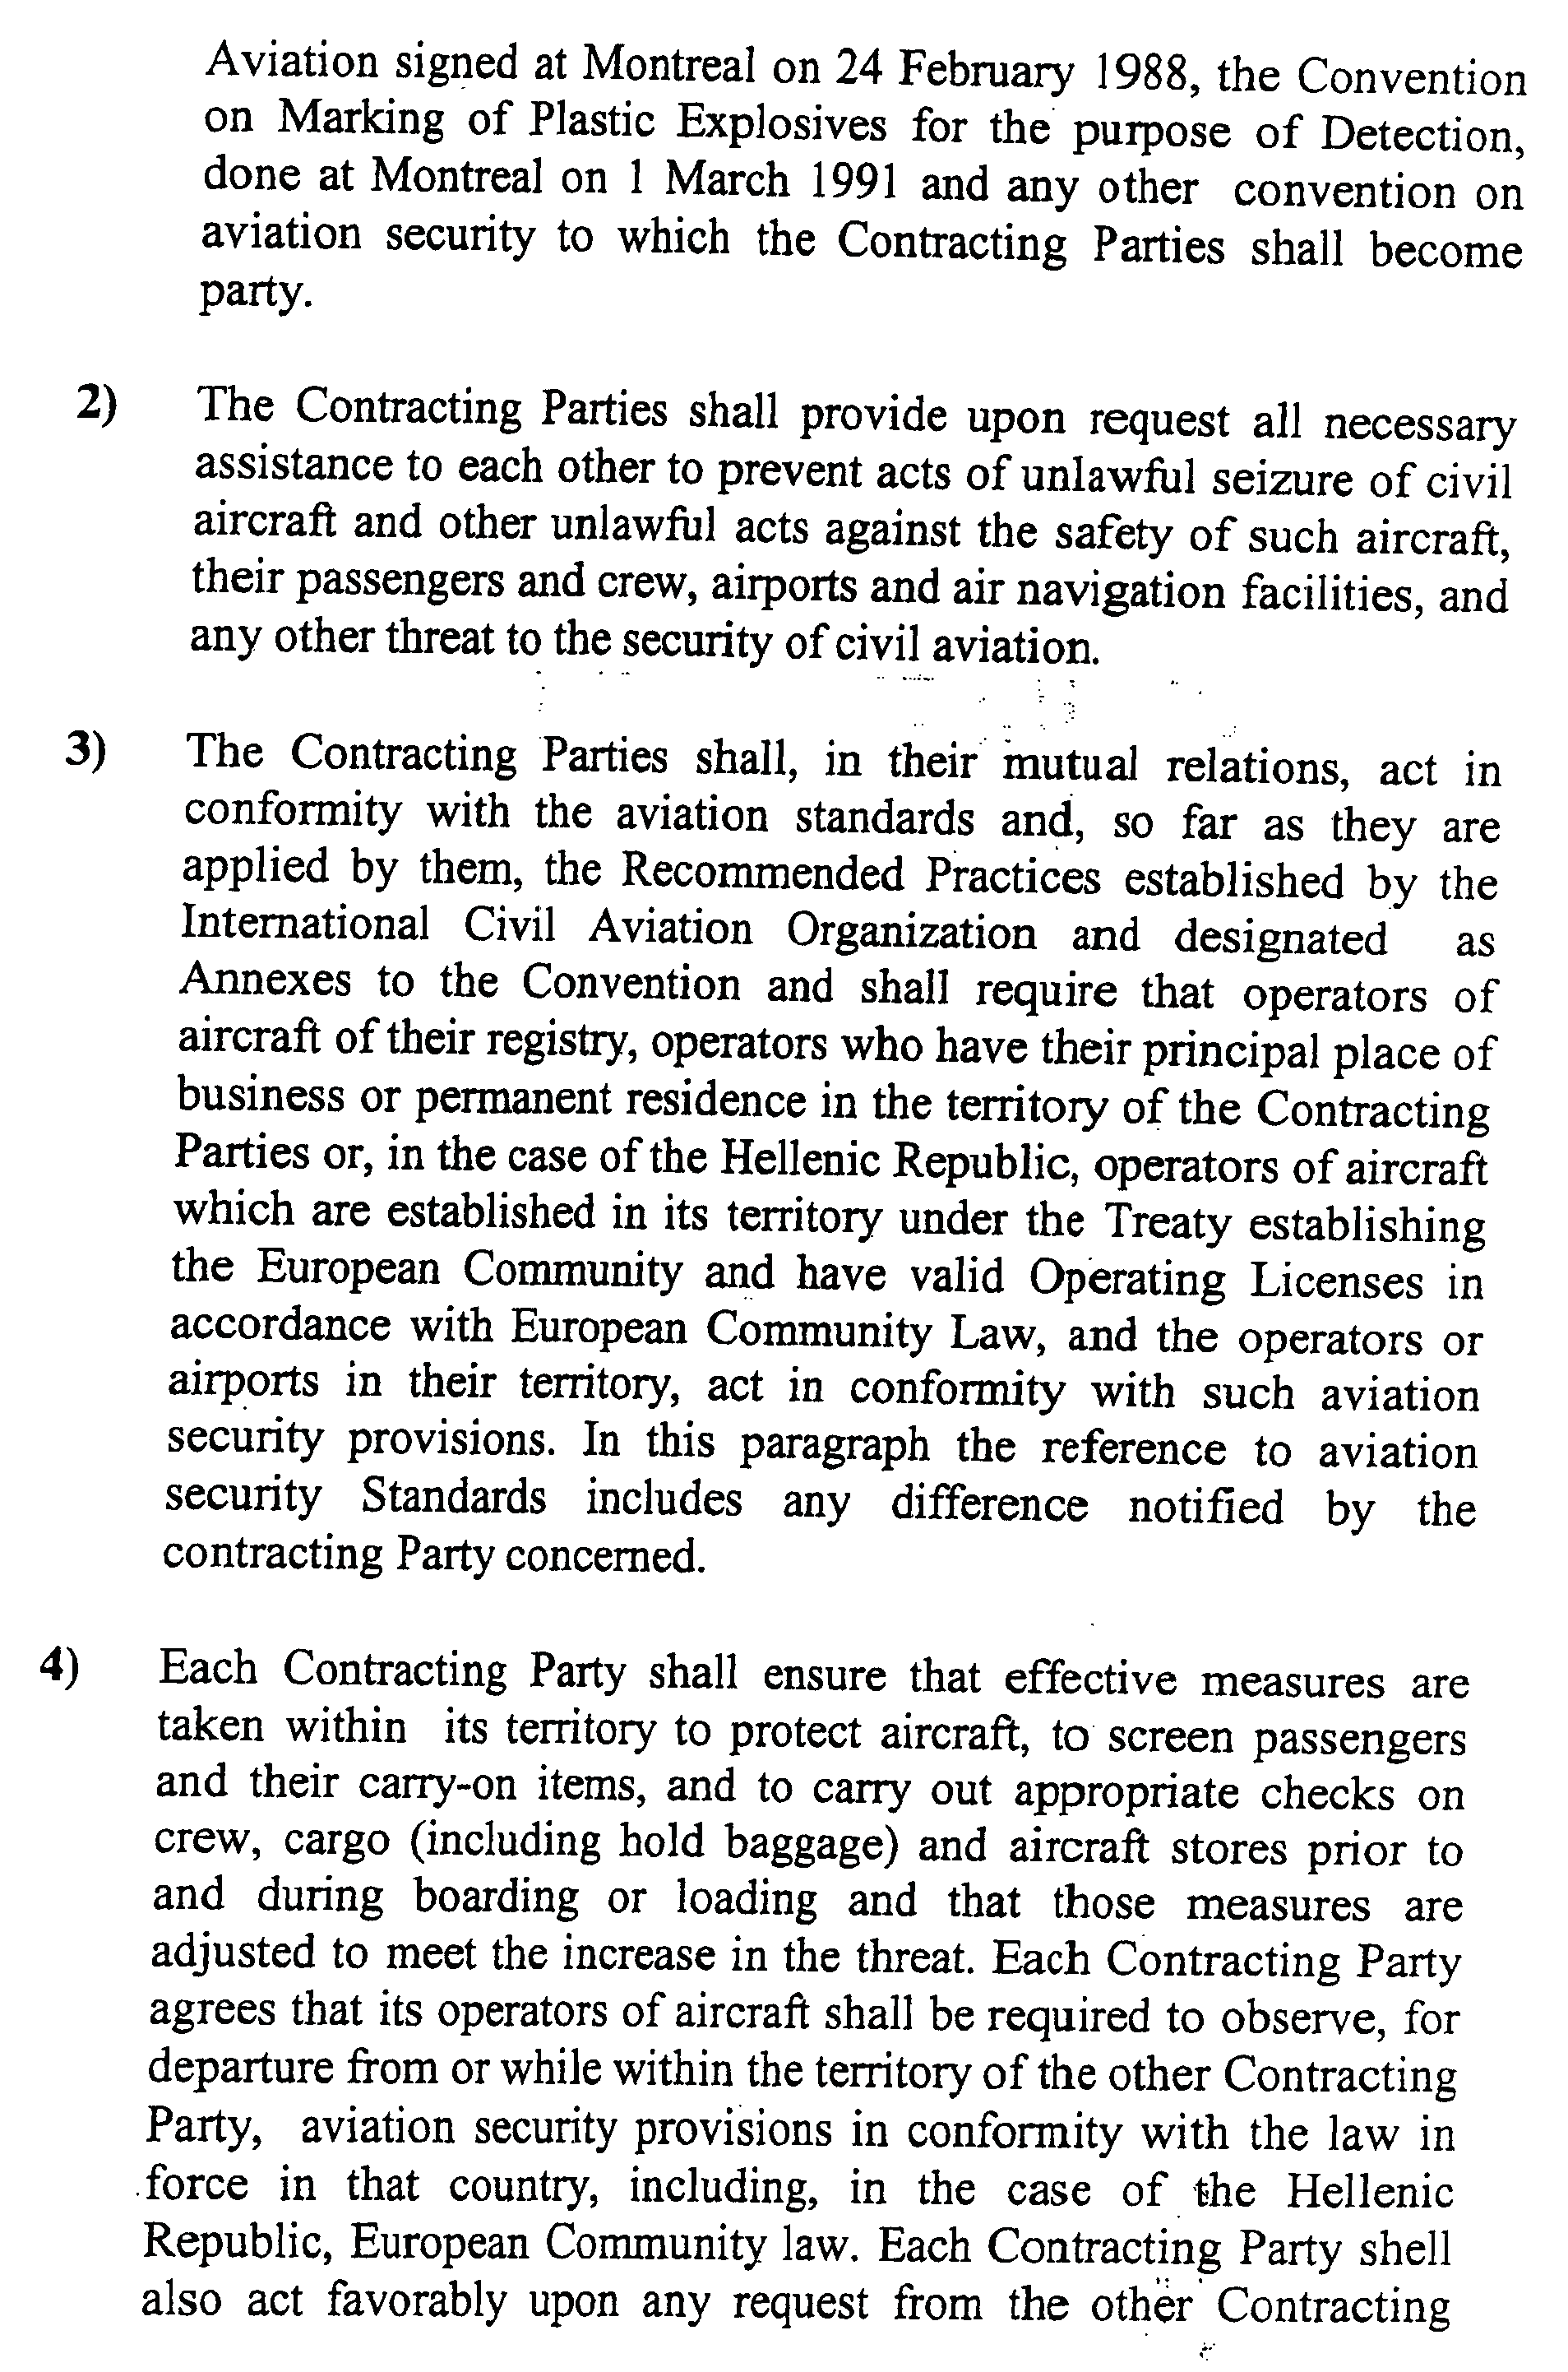 Aviation signed at Montreal on 24 February 1988, the Convention
on Marking of Plastic Explosives for the purpose of Detection,
done at Montreal on 1 March 1991 and any other convention on
aviation security to which the Contracting Parties shall become
party.
2) The Contracting Parties shall provide upon request all necessary
assistance to each other to prevent acts of unlawful seizure of civil
aircraft and other unlawful acts against the safety of such aircraft,
their passengers and crew, airports and air navigation facilities, and
any other threat to the security of civil aviation.
3) The Contracting Parties shall, in their mutual relations, act in
conformity with the aviation standards and, so far as they are
applied by them, the Recommended Practices established by the
International Civil Aviation Organization and designated as
Annexes to the Convention and shall require that operators of
aircraft of their registry, operators who have their principal place of
business or permanent residence in the territory of the Contracting
Parties or, in the case of the Hellenic Republic, operators of aircraft
which are established in its territory under the Treaty establishing
the European Community and have valid Operating Licenses in
accordance with European Community Law, and the operators or
airports in their territory, act in conformity with such aviation
security provisions. In this paragraph the reference to aviation
security Standards includes any difference notified by the
contracting Party concerned.
4) Each Contracting Party shall ensure that effective measures are
taken within its territory to protect aircraft, to screen passengers
and their carry-on items, and to carry out appropriate checks on
crew, cargo (including hold baggage) and aircraft stores prior to
and during boarding or loading and that those measures are
adjusted to meet the increase in the threat. Each Contracting Party
agrees that its operators of aircraft shall be required to observe, for
departure from or while within the territory of the other Contracting
Party, aviation security provisions in conformity with the law in
force in that country, including, in the case of the Hellenic
Republic, European Community law. Each Contracting Party shell
also act favorably upon any request from the other Contracting